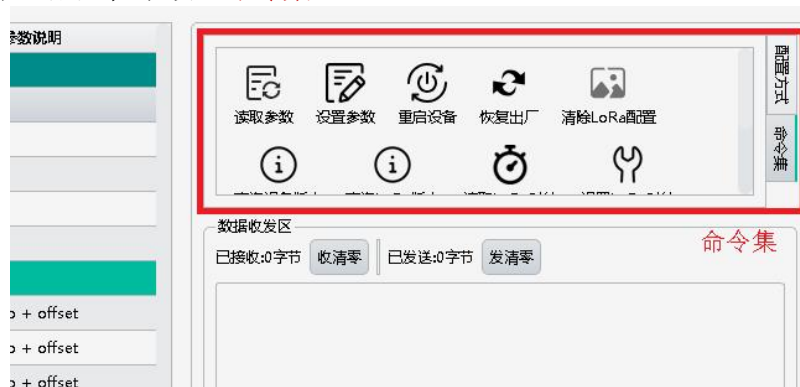 参数说明
配置方式
命令集
读取参数 设置参数 重启设备 恢复出厂 清除LoRa配置
数据收发区
命令集
已接收:0字节 收清零 已发送:0字节 发清零
+ offset
+ offset
+ offset